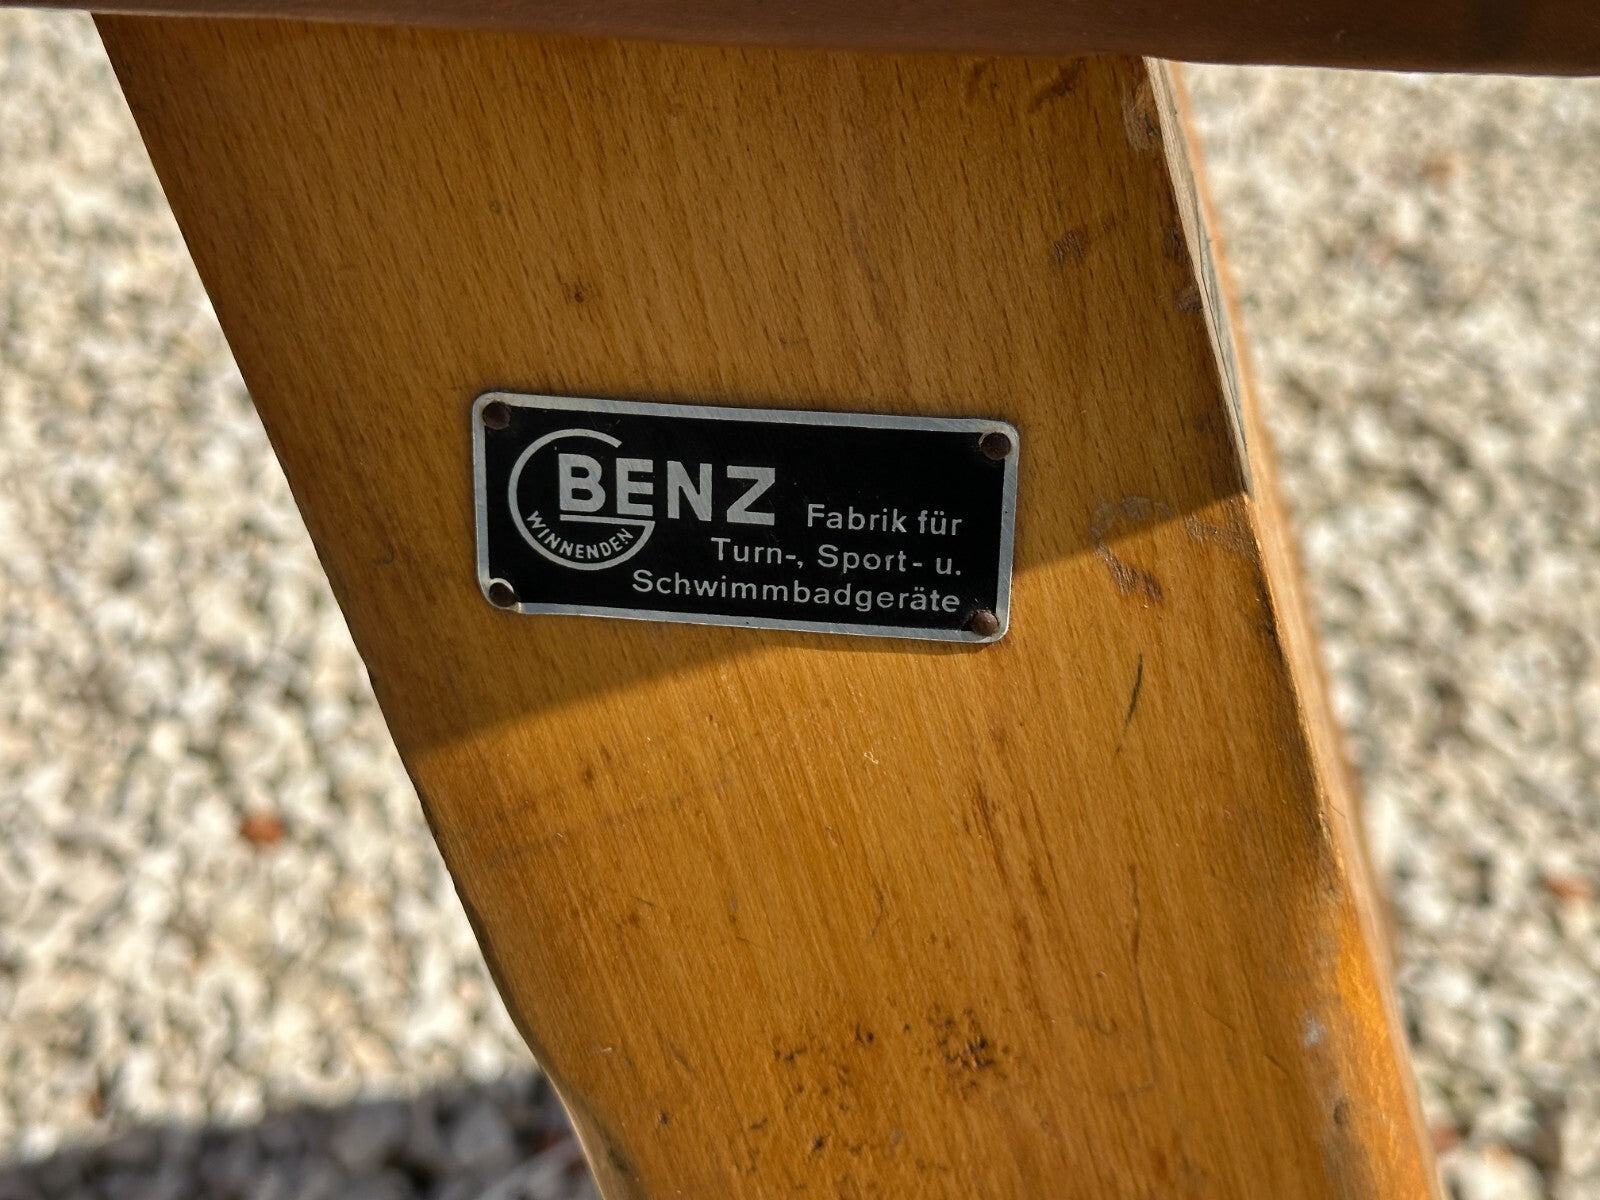 BENZ
WINNENDEN
Fabrik für
Turn-, Sport- u.
Schwimmbadgeräte